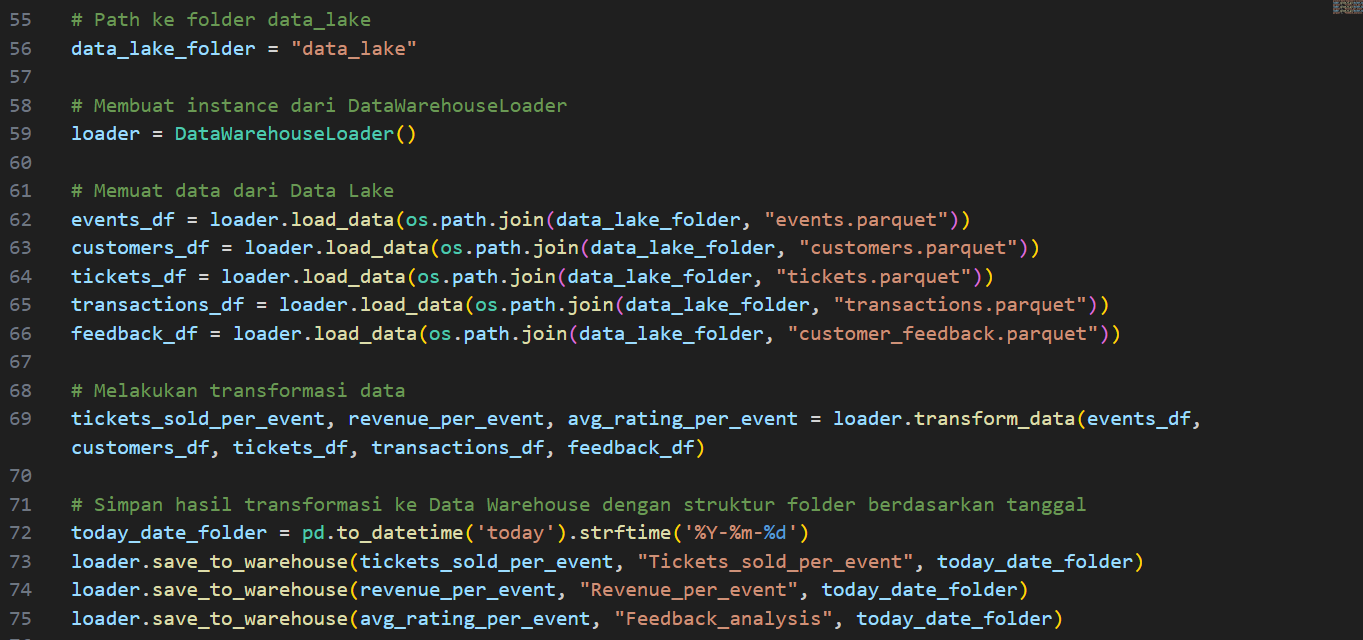 55 # Path ke folder data_lake
56 data_lake_folder = "data_lake"
57
58 # Membuat instance dari DataWarehouseLoader
59 loader = DataWarehouseLoader()
60
61 # Memuat data dari Data Lake
62 events_df = loader.load_data(os.path.join(data_lake_folder, "events.parquet"))
63 customers_df = loader.load_data(os.path.join(data_lake_folder, "customers.parquet"))
64 tickets_df = loader.load_data(os.path.join(data_lake_folder, "tickets.parquet"))
65 transactions_df = loader.load_data(os.path.join(data_lake_folder, "transactions.parquet"))
66 feedback_df = loader.load_data(os.path.join(data_lake_folder, "customer_feedback.parquet"))
67
68 # Melakukan transformasi data
69 tickets_sold_per_event, revenue_per_event, avg_rating_per_event = loader.transform_data(events_df,
customers_df, tickets_df, transactions_df, feedback_df)
70
71 # Simpan hasil transformasi ke Data Warehouse dengan struktur folder berdasarkan tanggal
72 today_date_folder = pd.to_datetime('today').strftime('%Y-%m-%d')
73 loader.save_to_warehouse(tickets_sold_per_event, "Tickets_sold_per_event", today_date_folder)
74 loader.save_to_warehouse(revenue_per_event, "Revenue_per_event", today_date_folder)
75 loader.save_to_warehouse(avg_rating_per_event, "Feedback_analysis", today_date_folder)